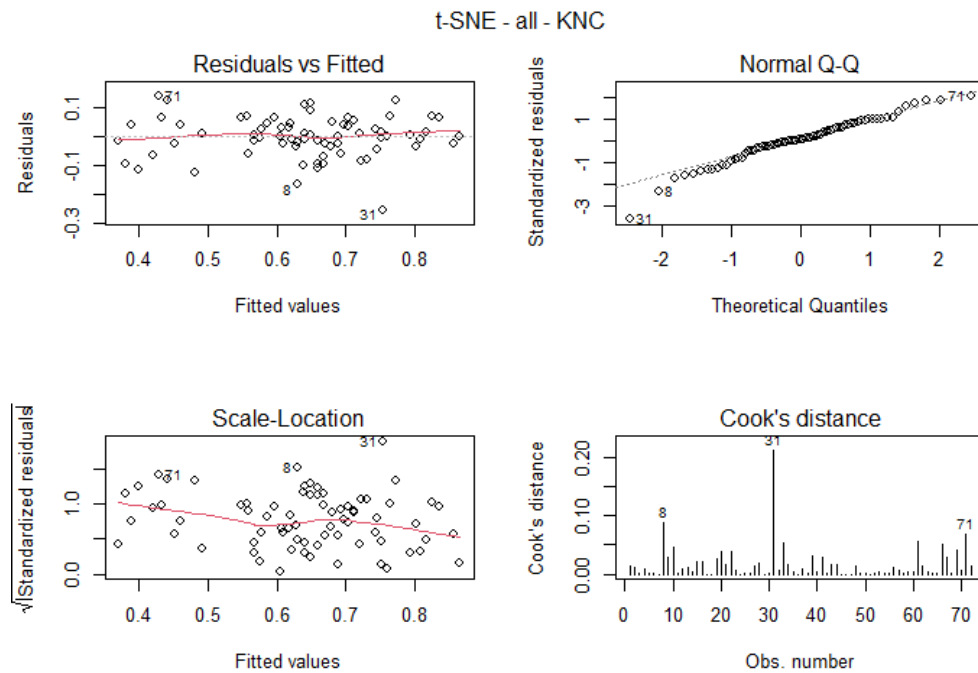 t-SNE - all - KNC
Residuals vs Fitted
Residuals
0.1
-0.1
-0.3
71
8
31
0.4 0.5 0.6 0.7 0.8
Fitted values
Normal Q-Q
Standardized residuals
1
-1
-3
71
8
31
-2 -1 0 1 2
Theoretical Quantiles
Scale-Location
√|Standardized residuals|
1.0
0.0
71
8
31
0.4 0.5 0.6 0.7 0.8
Fitted values
Cook's distance
Cook's distance
0.20
0.10
0.00
8
31
71
0 10 20 30 40 50 60 70
Obs. number